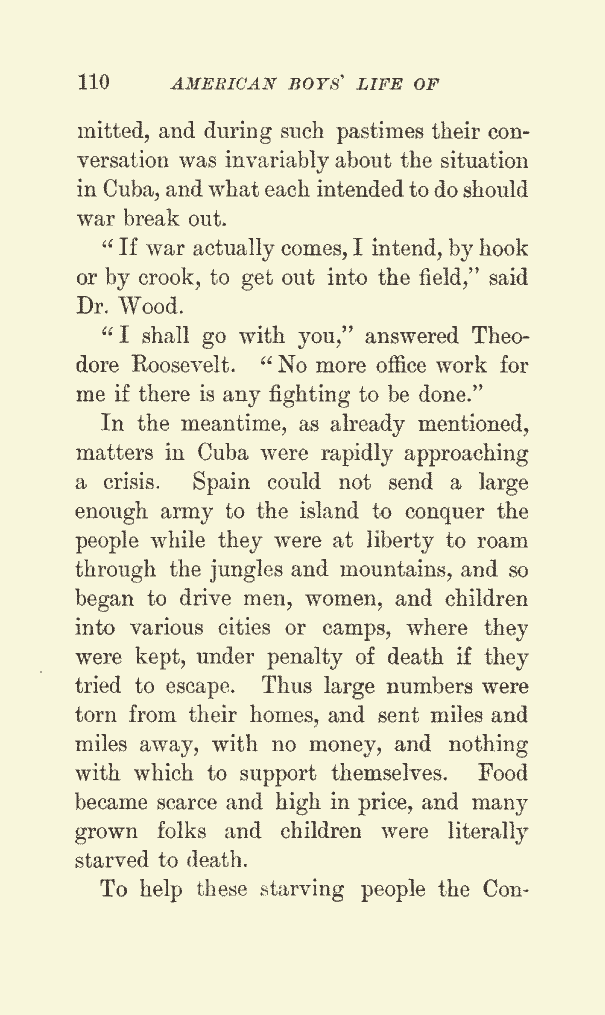 110 AMERICAN BOYS' LIFE OF
mitted, and during such pastimes their con-
versation was invariably about the situation
in Cuba, and what each intended to do should
war break out.
“ If war actually comes, I intend, by hook
or by crook, to get out into the field,” said
Dr. Wood.
“ I shall go with you,” answered Theo-
dore Roosevelt. “ No more office work for
me if there is any fighting to be done.”
In the meantime, as already mentioned,
matters in Cuba were rapidly approaching
a crisis. Spain could not send a large
enough army to the island to conquer the
people while they were at liberty to roam
through the jungles and mountains, and so
began to drive men, women, and children
into various cities or camps, where they
were kept, under penalty of death if they
tried to escape. Thus large numbers were
torn from their homes, and sent miles and
miles away, with no money, and nothing
with which to support themselves. Food
became scarce and high in price, and many
grown folks and children were literally
starved to death.
To help these starving people the Con-